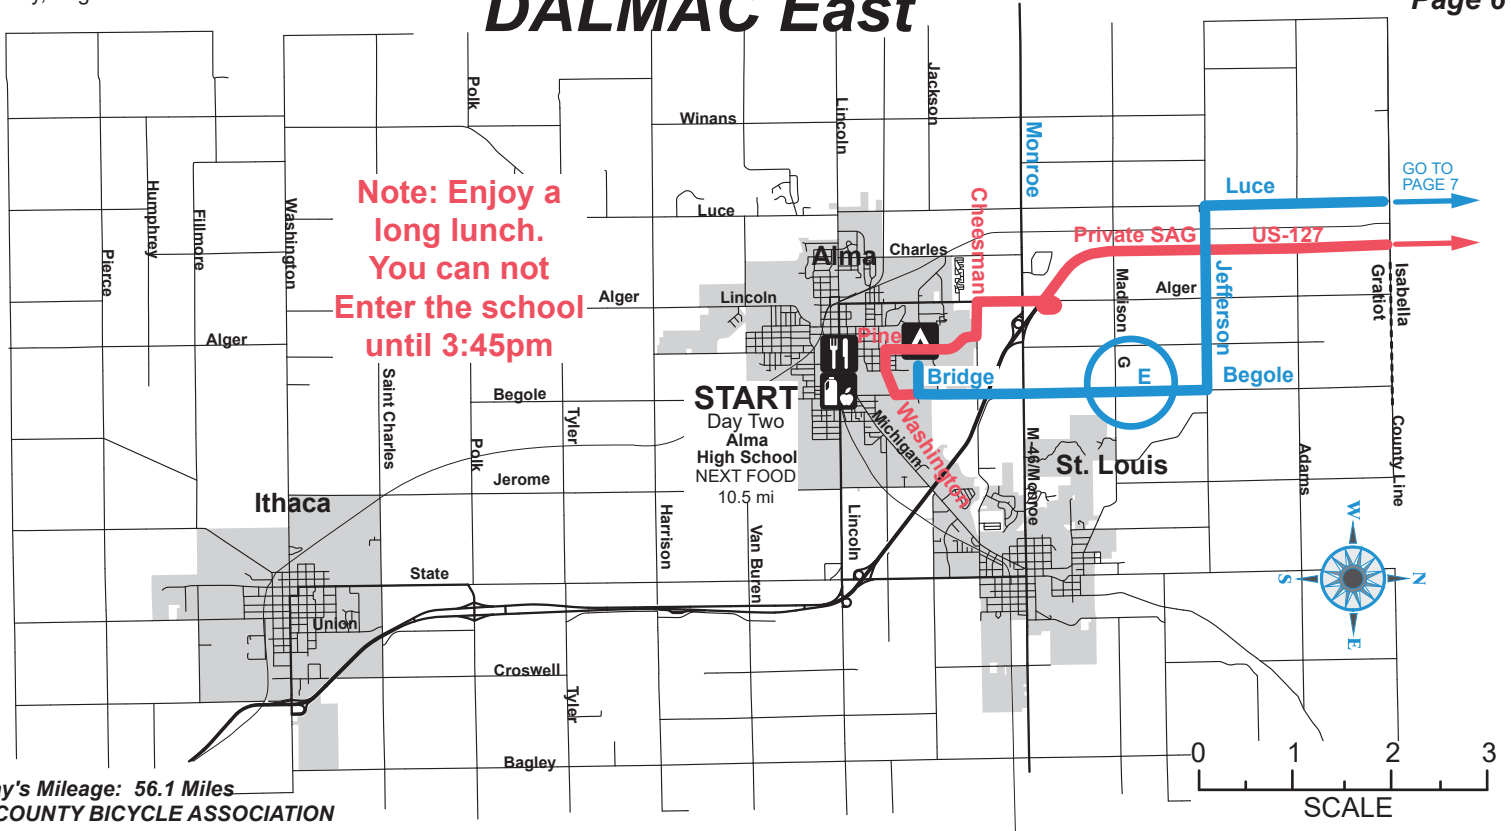 DALMAC East
Page 6
Polk
Winans
Lincoln
Jackson
Monroe
GO TO
PAGE 7
Luce
Humphrey
Fillmore
Washington
Note: Enjoy a
long lunch.
You can not
Enter the school
until 3:45pm
Luce
Cheesman
Private SAG
US-127
Pierce
Alma
Charles
Alger
Lincoln
Madison
Alger
Jefferson
Gratiot
Isabella
Alger
Pine
G
E
Bridge
Begole
Saint Charles
Begole
Tyler
START
Day Two
Alma
High School
NEXT FOOD
10.5 mi
Michigan
Washington
M-46/Monroe
St. Louis
Adams
County Line
Polk
Jerome
Ithaca
Harrison
Van Buren
Lincoln
State
Union
W
S
N
E
Croswell
Tyler
Bagley
0 1 2 3
SCALE
y's Mileage: 56.1 Miles
COUNTY BICYCLE ASSOCIATION